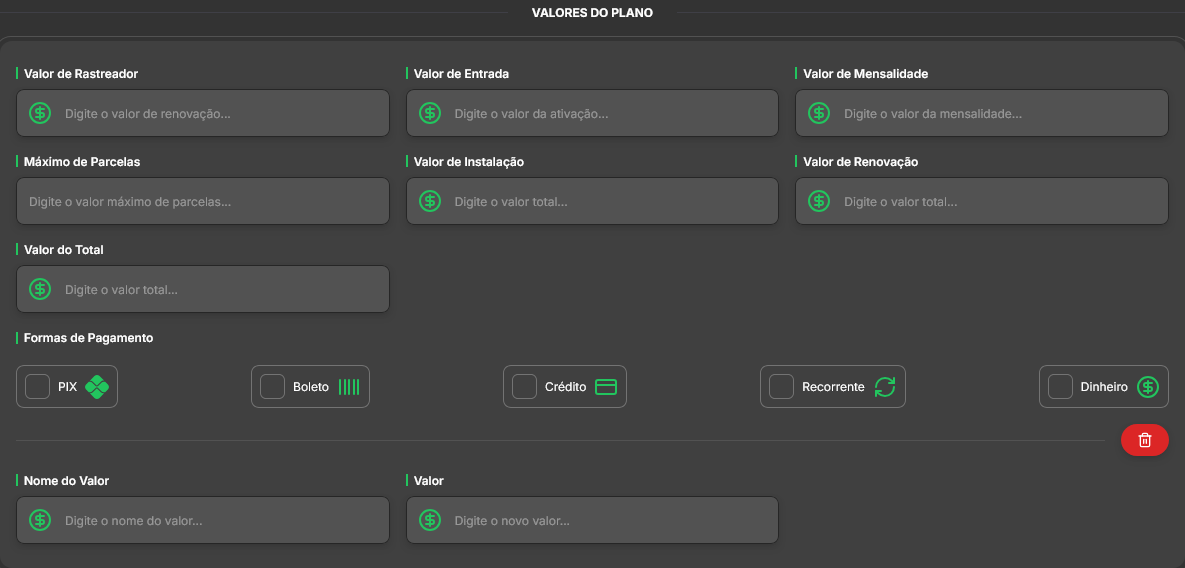 VALORES DO PLANO
Valor de Rastreador
Valor de Entrada
Valor de Mensalidade
Digite o valor de renovação...
Digite o valor da ativação...
Digite o valor da mensalidade...
Máximo de Parcelas
Valor de Instalação
Valor de Renovação
Digite o valor máximo de parcelas...
Digite o valor total...
Digite o valor total...
Valor do Total
Digite o valor total...
Formas de Pagamento
PIX
Boleto
Crédito
Recorrente
Dinheiro
Nome do Valor
Valor
Digite o nome do valor...
Digite o novo valor...